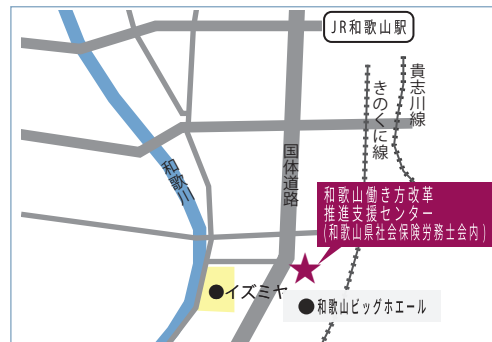 JR和歌山駅
貴志川線
きのくに線
国体道路
和歌川
和歌山働き方改革
推進支援センター
(和歌山県社会保険労務士会内)
イズミヤ
和歌山ビッグホエール